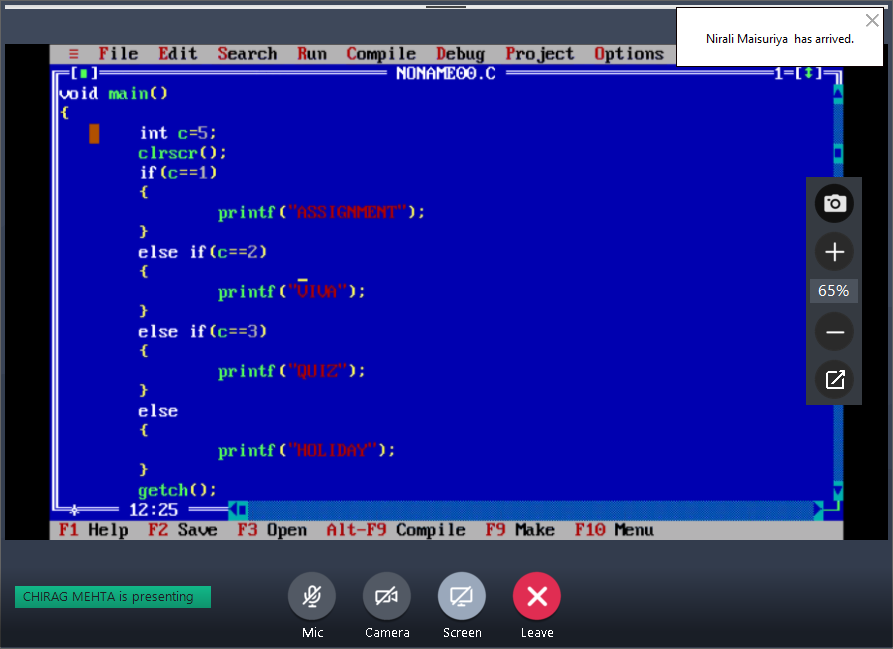 Nirali Maisuriya has arrived.
≡ File Edit Search Run Compile Debug Project Options
[■] NONAME00.C 1=[↕]
void main()
{
int c=5;
clrscr();
if(c==1)
{
printf("ASSIGNMENT");
}
else if(c==2)
{
printf("VIVA");
}
else if(c==3)
{
printf("QUIZ");
}
else
{
printf("HOLIDAY");
}
getch();
* 12:25
F1 Help F2 Save F3 Open Alt-F9 Compile F9 Make F10 Menu
65%
CHIRAG MEHTA is presenting
Mic Camera Screen Leave